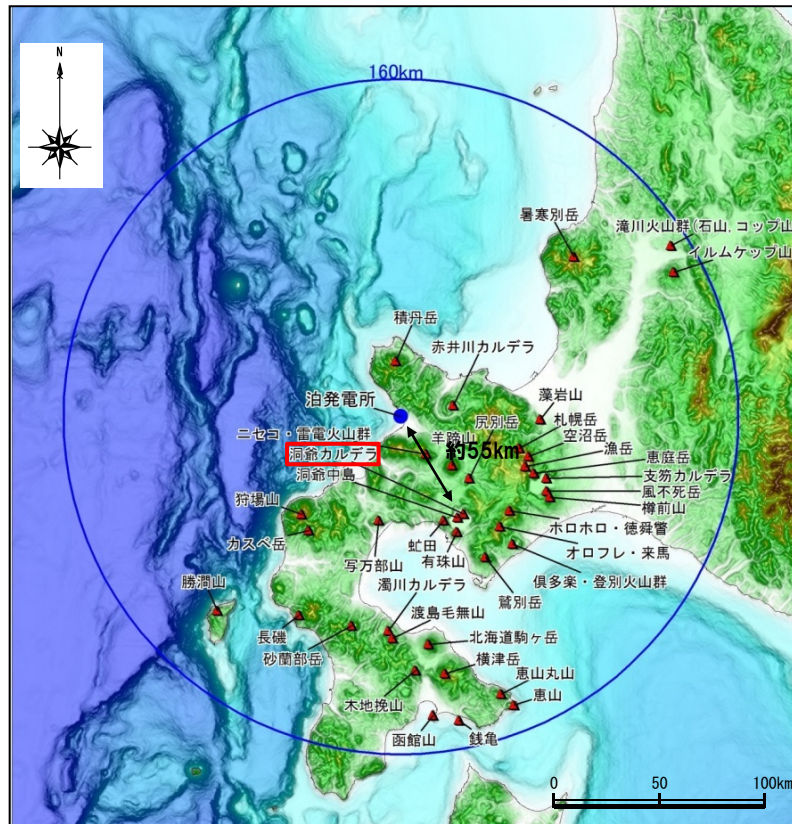 N
160km
暑寒別岳
滝川火山群(石山,コップ山
イルムケップ山
積丹岳
赤井川カルデラ
泊発電所
藻岩山
尻別岳
札幌岳
ニセコ・雷電火山群
羊蹄山
空沼岳
約55km
漁岳
洞爺カルデラ
恵庭岳
洞爺中島
支笏カルデラ
風不死岳
狩場山
樽前山
カスベ岳
ホロホロ・徳舜瞥
虻田
オロフレ・来馬
写万部山
有珠山
倶多楽・登別火山群
勝澗山
濁川カルデラ
鷲別岳
渡島毛無山
長磯
北海道駒ヶ岳
砂蘭部岳
横津岳
恵山丸山
木地挽山
恵山
函館山
銭亀
0 50 100km